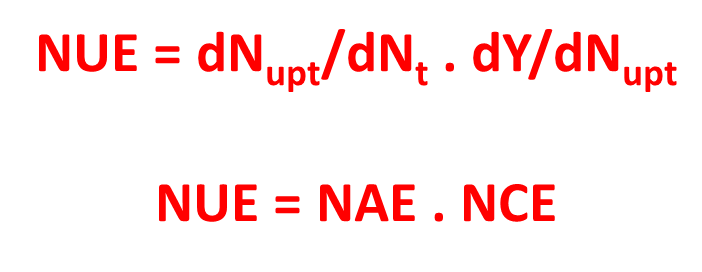 NUE = dNupt/dNt . dY/dNupt
NUE = NAE . NCE